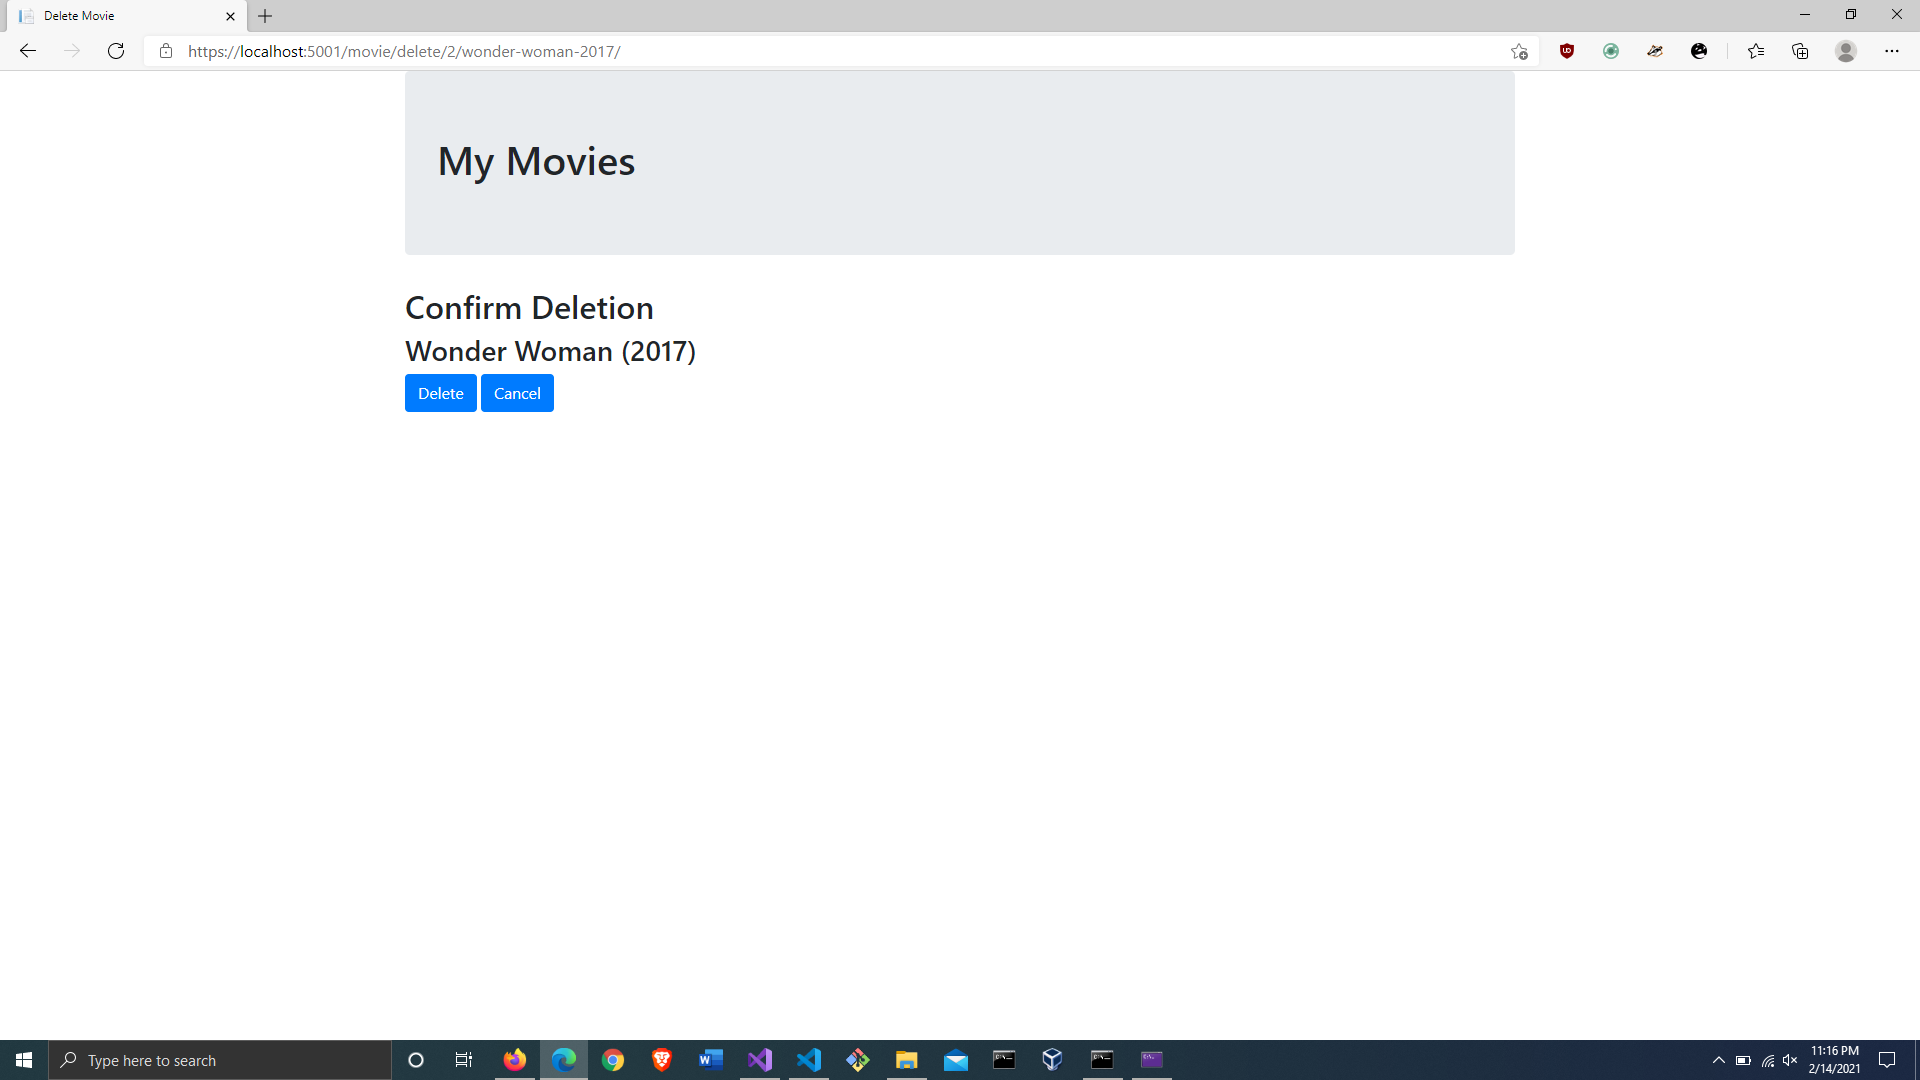 Delete Movie
https://localhost:5001/movie/delete/2/wonder-woman-2017/
My Movies
Confirm Deletion
Wonder Woman (2017)
Delete Cancel
Type here to search
11:16 PM
2/14/2021